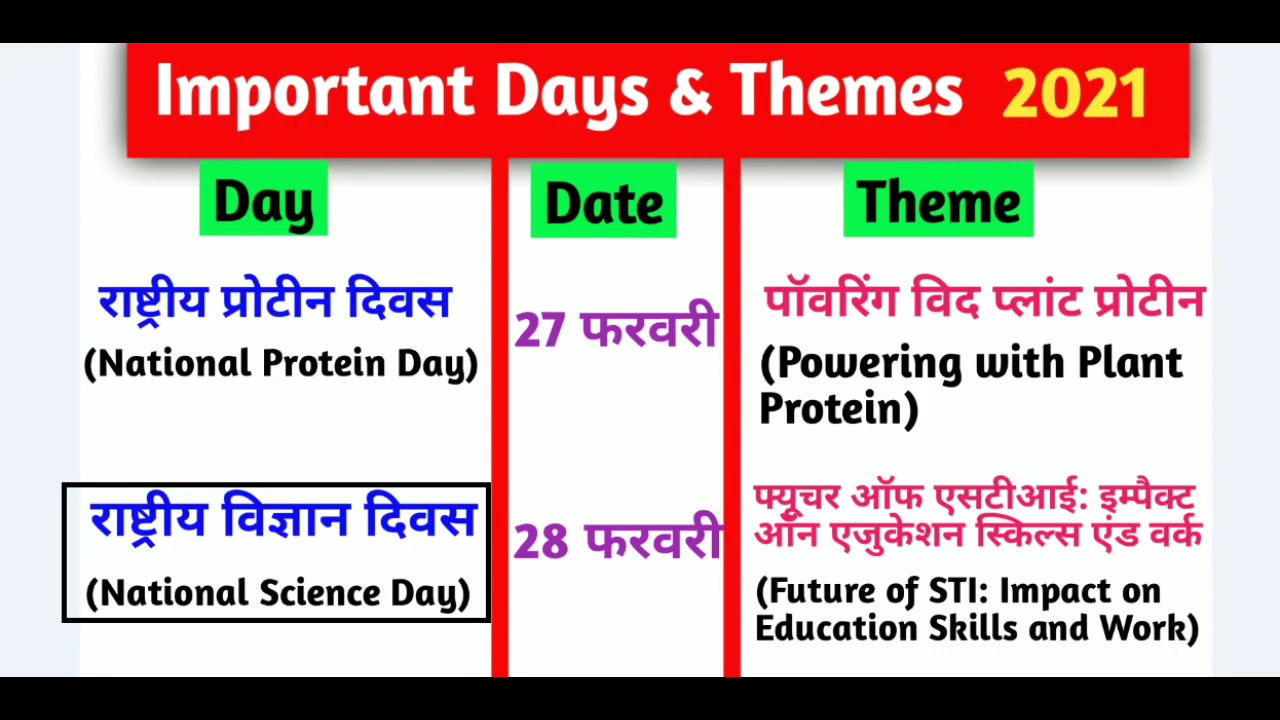 Important Days & Themes 2021
Day
Date
Theme
राष्ट्रीय प्रोटीन दिवस
(National Protein Day)
27 फरवरी
पॉवरिंग विद प्लांट प्रोटीन
(Powering with Plant
Protein)
राष्ट्रीय विज्ञान दिवस
(National Science Day)
28 फरवरी
फ्यूचर ऑफ एसटीआई: इम्पैक्ट
ऑन एजुकेशन स्किल्स एंड वर्क
(Future of STI: Impact on
Education Skills and Work)